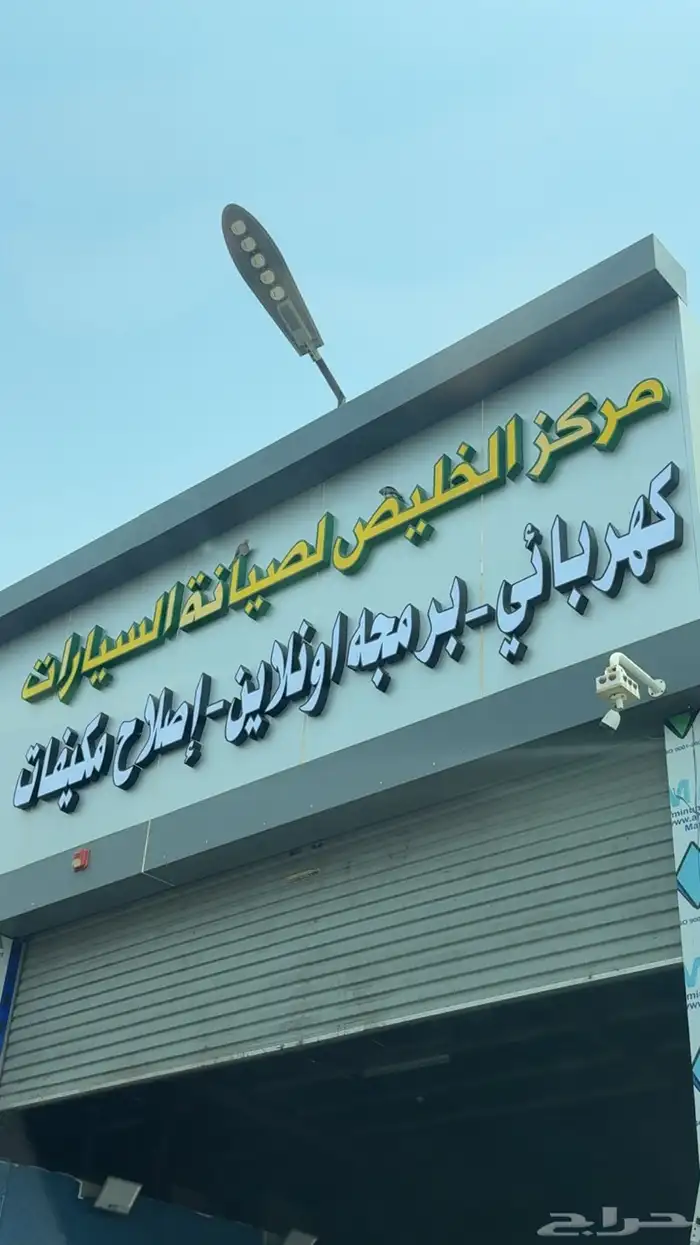 مركز الخليص لصيانة السيارات
كهربائي - برمجه اونلاين - إصلاح مكيفات
حراج